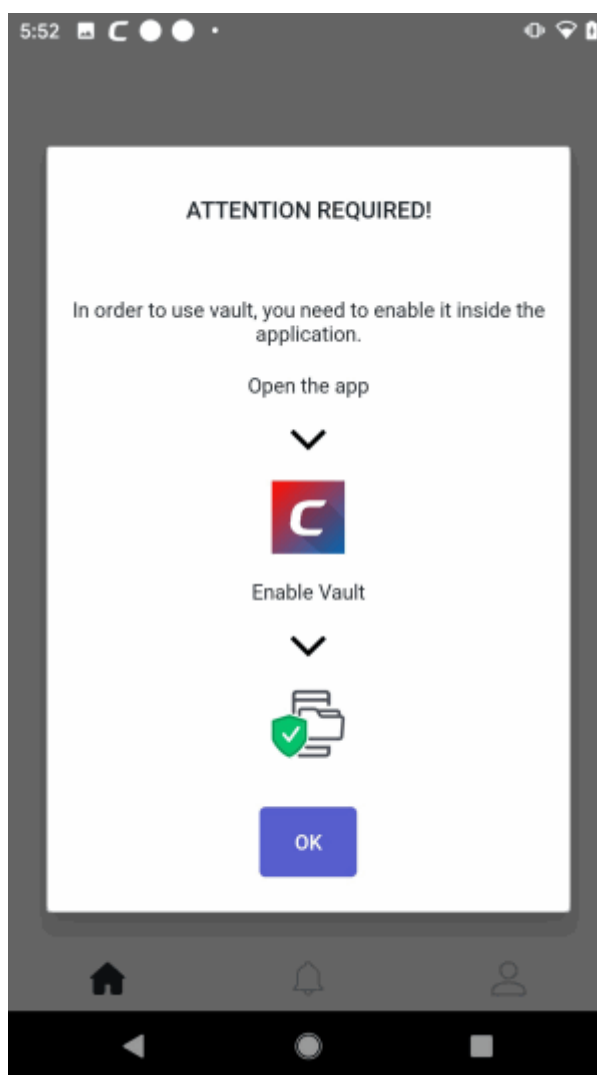 5:52
ATTENTION REQUIRED!
In order to use vault, you need to enable it inside the
application.
Open the app
C
Enable Vault
OK